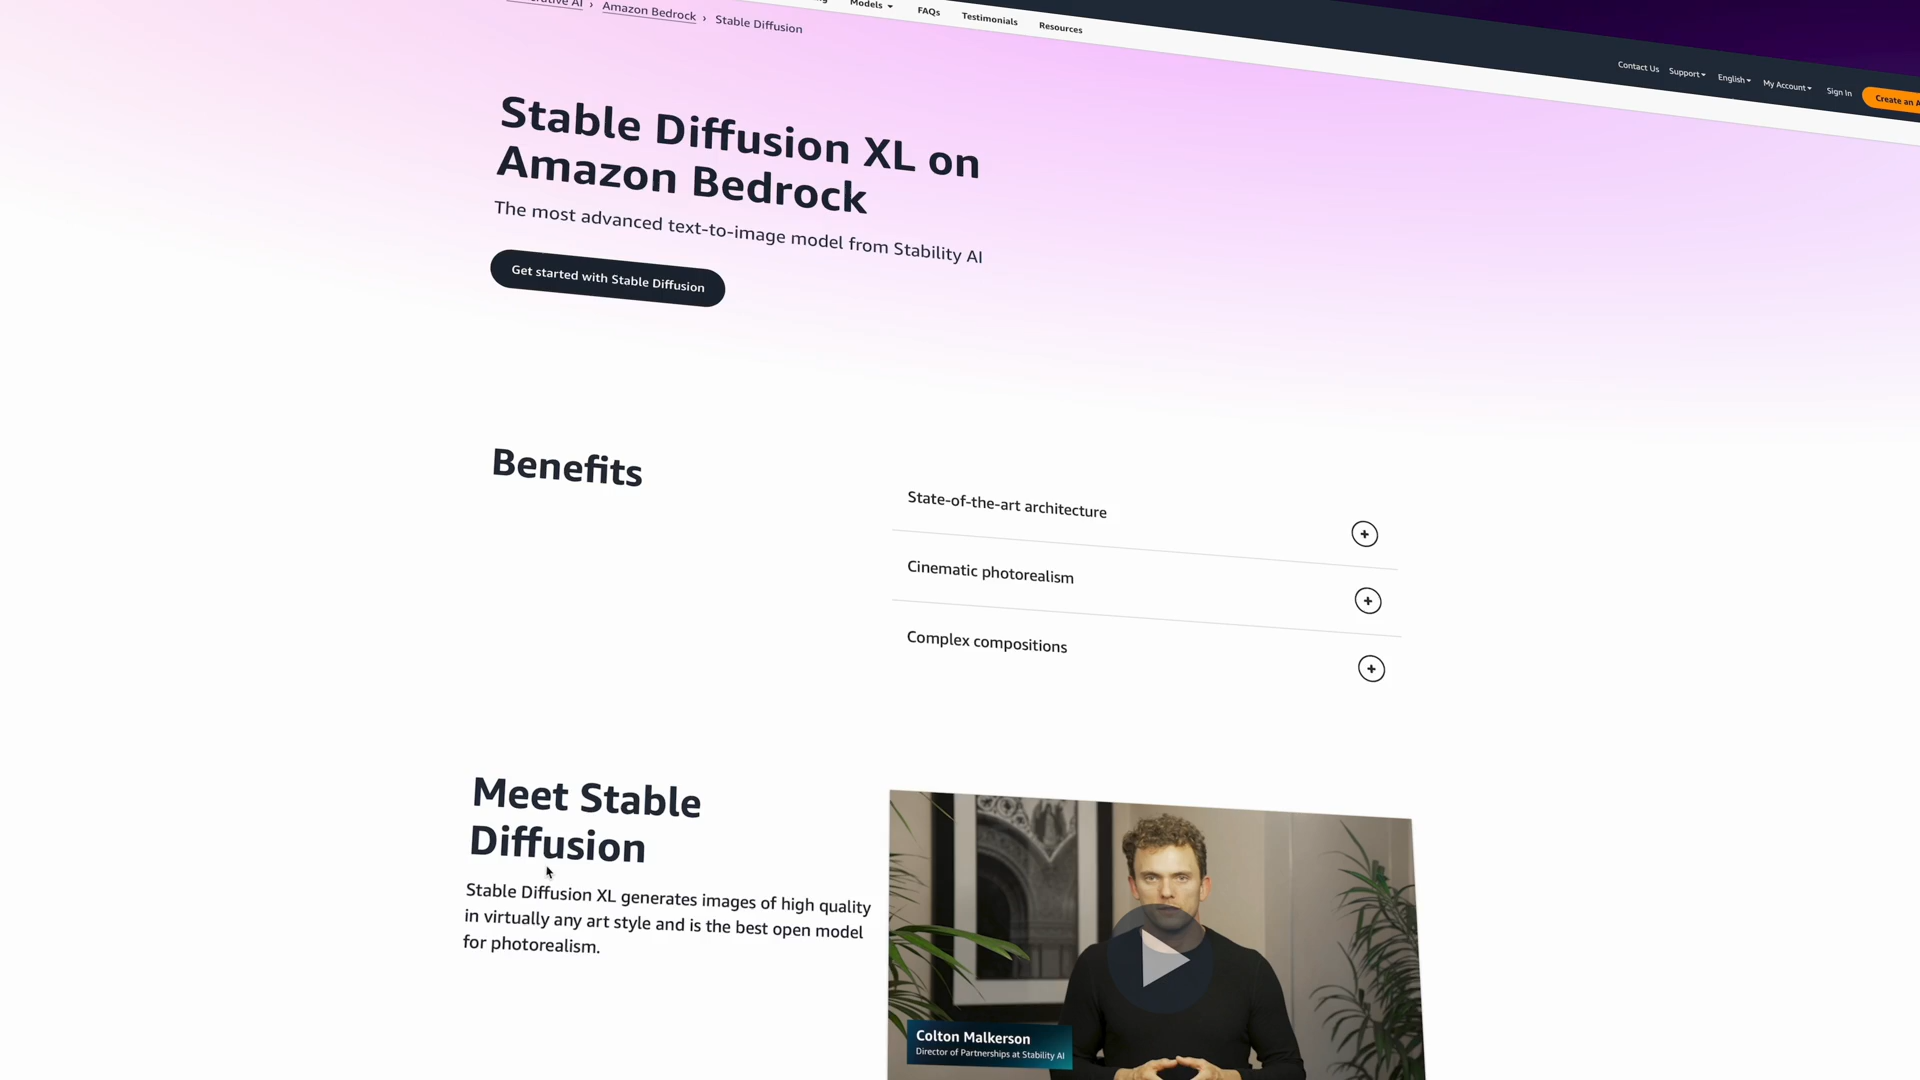 Amazon Bedrock › Stable Diffusion
Models FAQs Testimonials Resources
Contact Us Support English My Account Sign In Create an
Stable Diffusion XL on
Amazon Bedrock
The most advanced text-to-image model from Stability AI
Get started with Stable Diffusion
Benefits
State-of-the-art architecture
Cinematic photorealism
Complex compositions
Meet Stable
Diffusion
Stable Diffusion XL generates images of high quality
in virtually any art style and is the best open model
for photorealism.
Colton Malkerson
Director of Partnerships at Stability AI